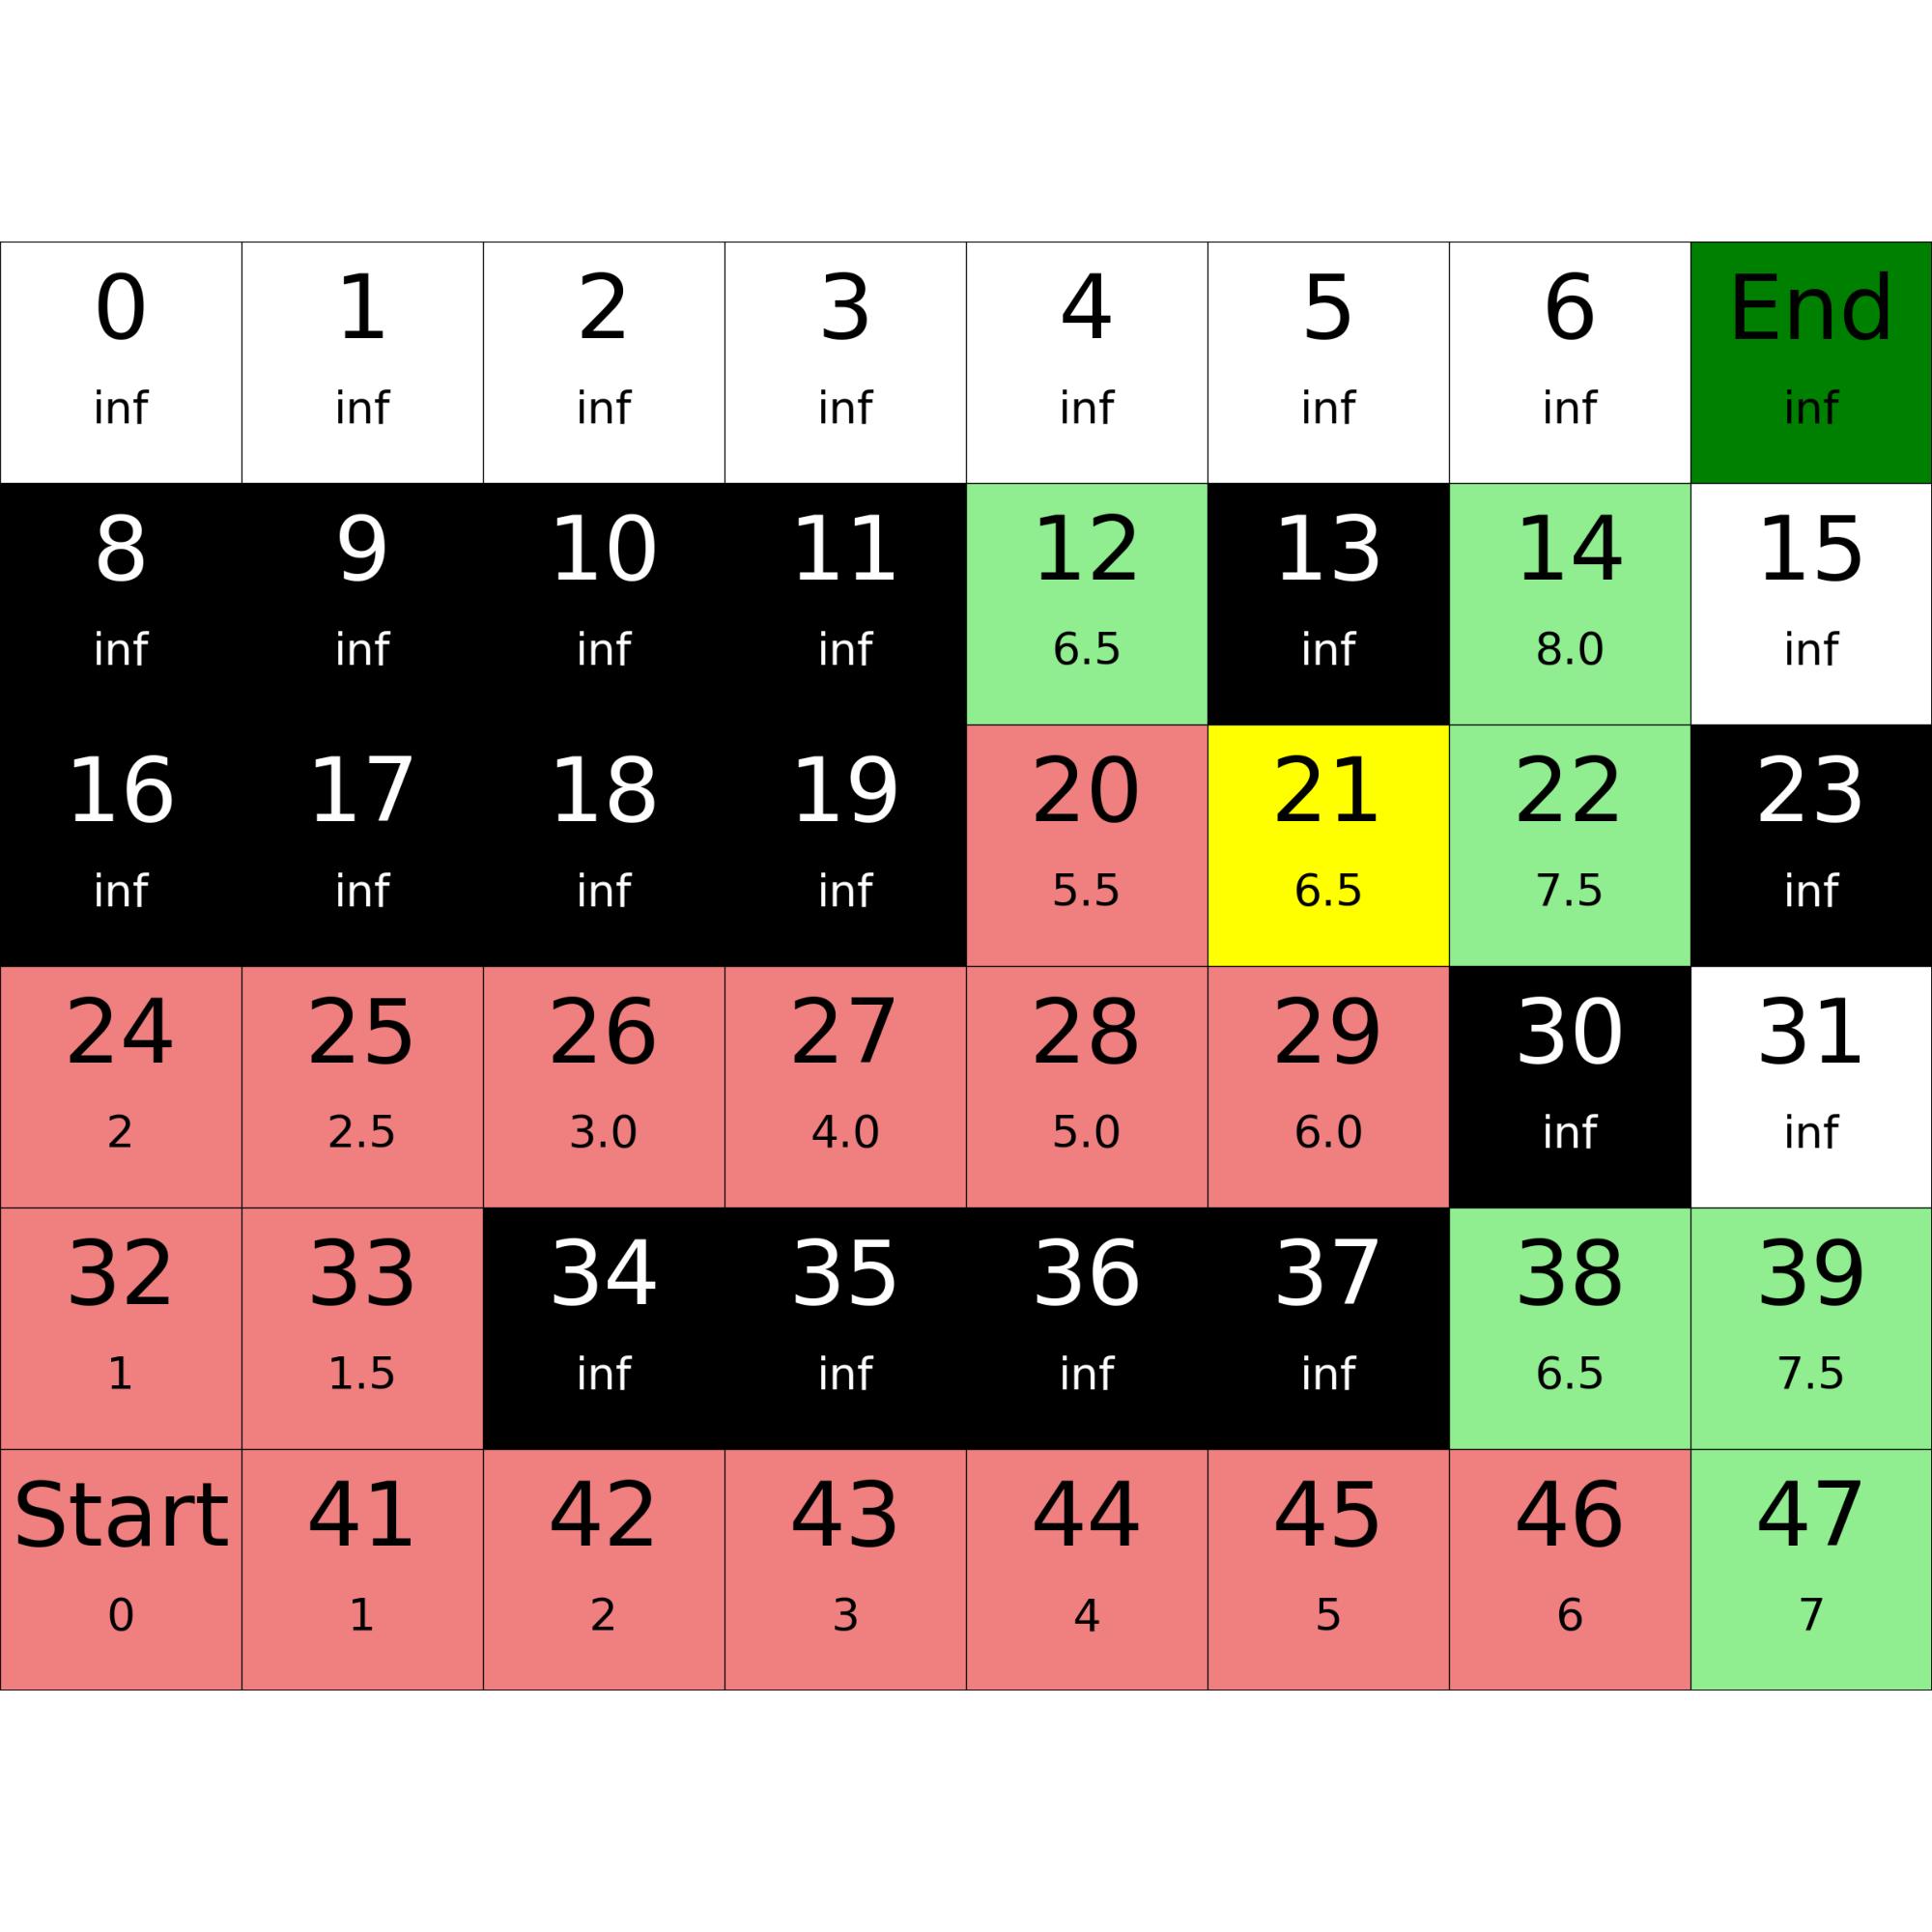 0 1 2 3 4 5 6 End
inf inf inf inf inf inf inf inf
8 9 10 11 12 13 14 15
inf inf inf inf 6.5 inf 8.0 inf
16 17 18 19 20 21 22 23
inf inf inf inf 5.5 6.5 7.5 inf
24 25 26 27 28 29 30 31
2 2.5 3.0 4.0 5.0 6.0 inf inf
32 33 34 35 36 37 38 39
1 1.5 inf inf inf inf 6.5 7.5
Start 41 42 43 44 45 46 47
0 1 2 3 4 5 6 7